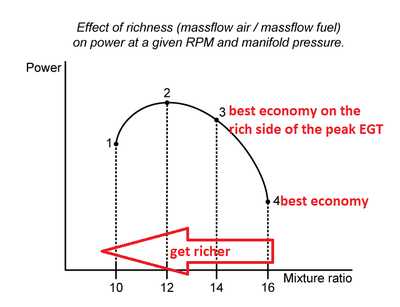 Effect of richness (massflow air / massflow fuel)
on power at a given RPM and manifold pressure.
Power
2
1
3 best economy on the
rich side of the peak EGT
4 best economy
get richer
Mixture ratio
10 12 14 16